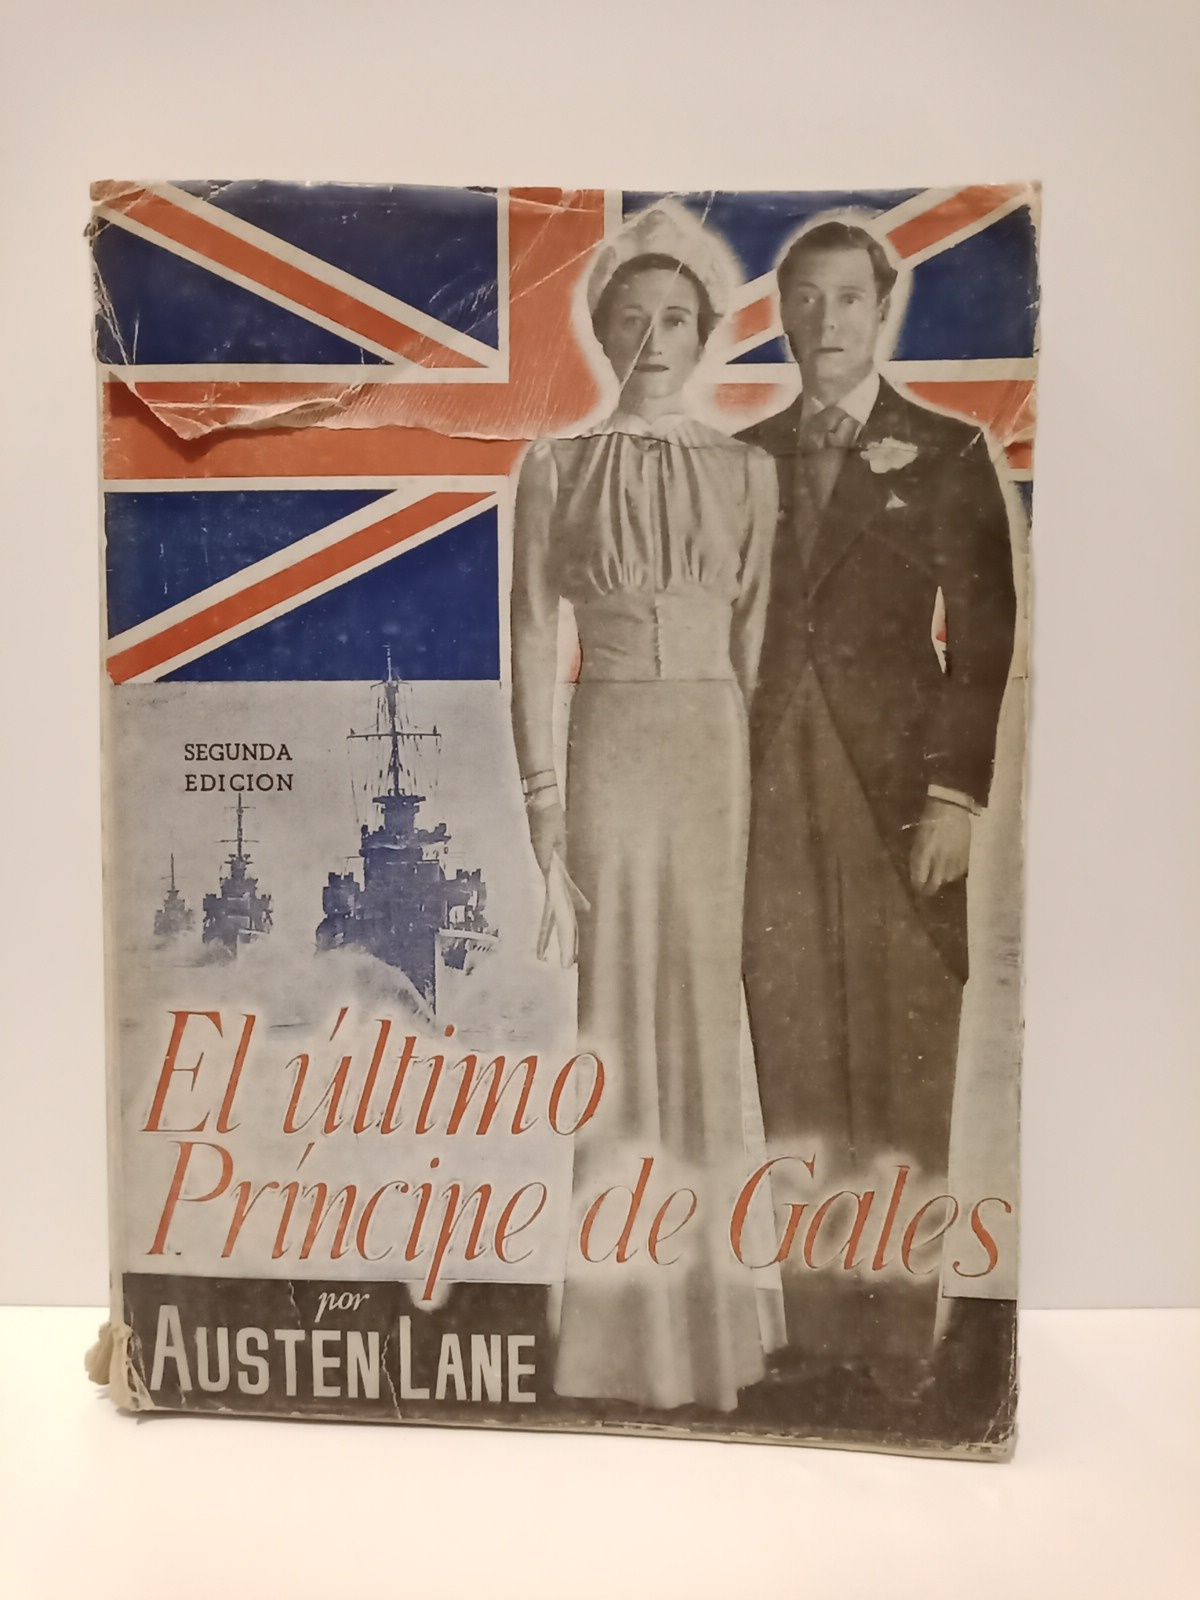 SEGUNDA
EDICION
El último
Príncipe de Gales
por
AUSTEN LANE